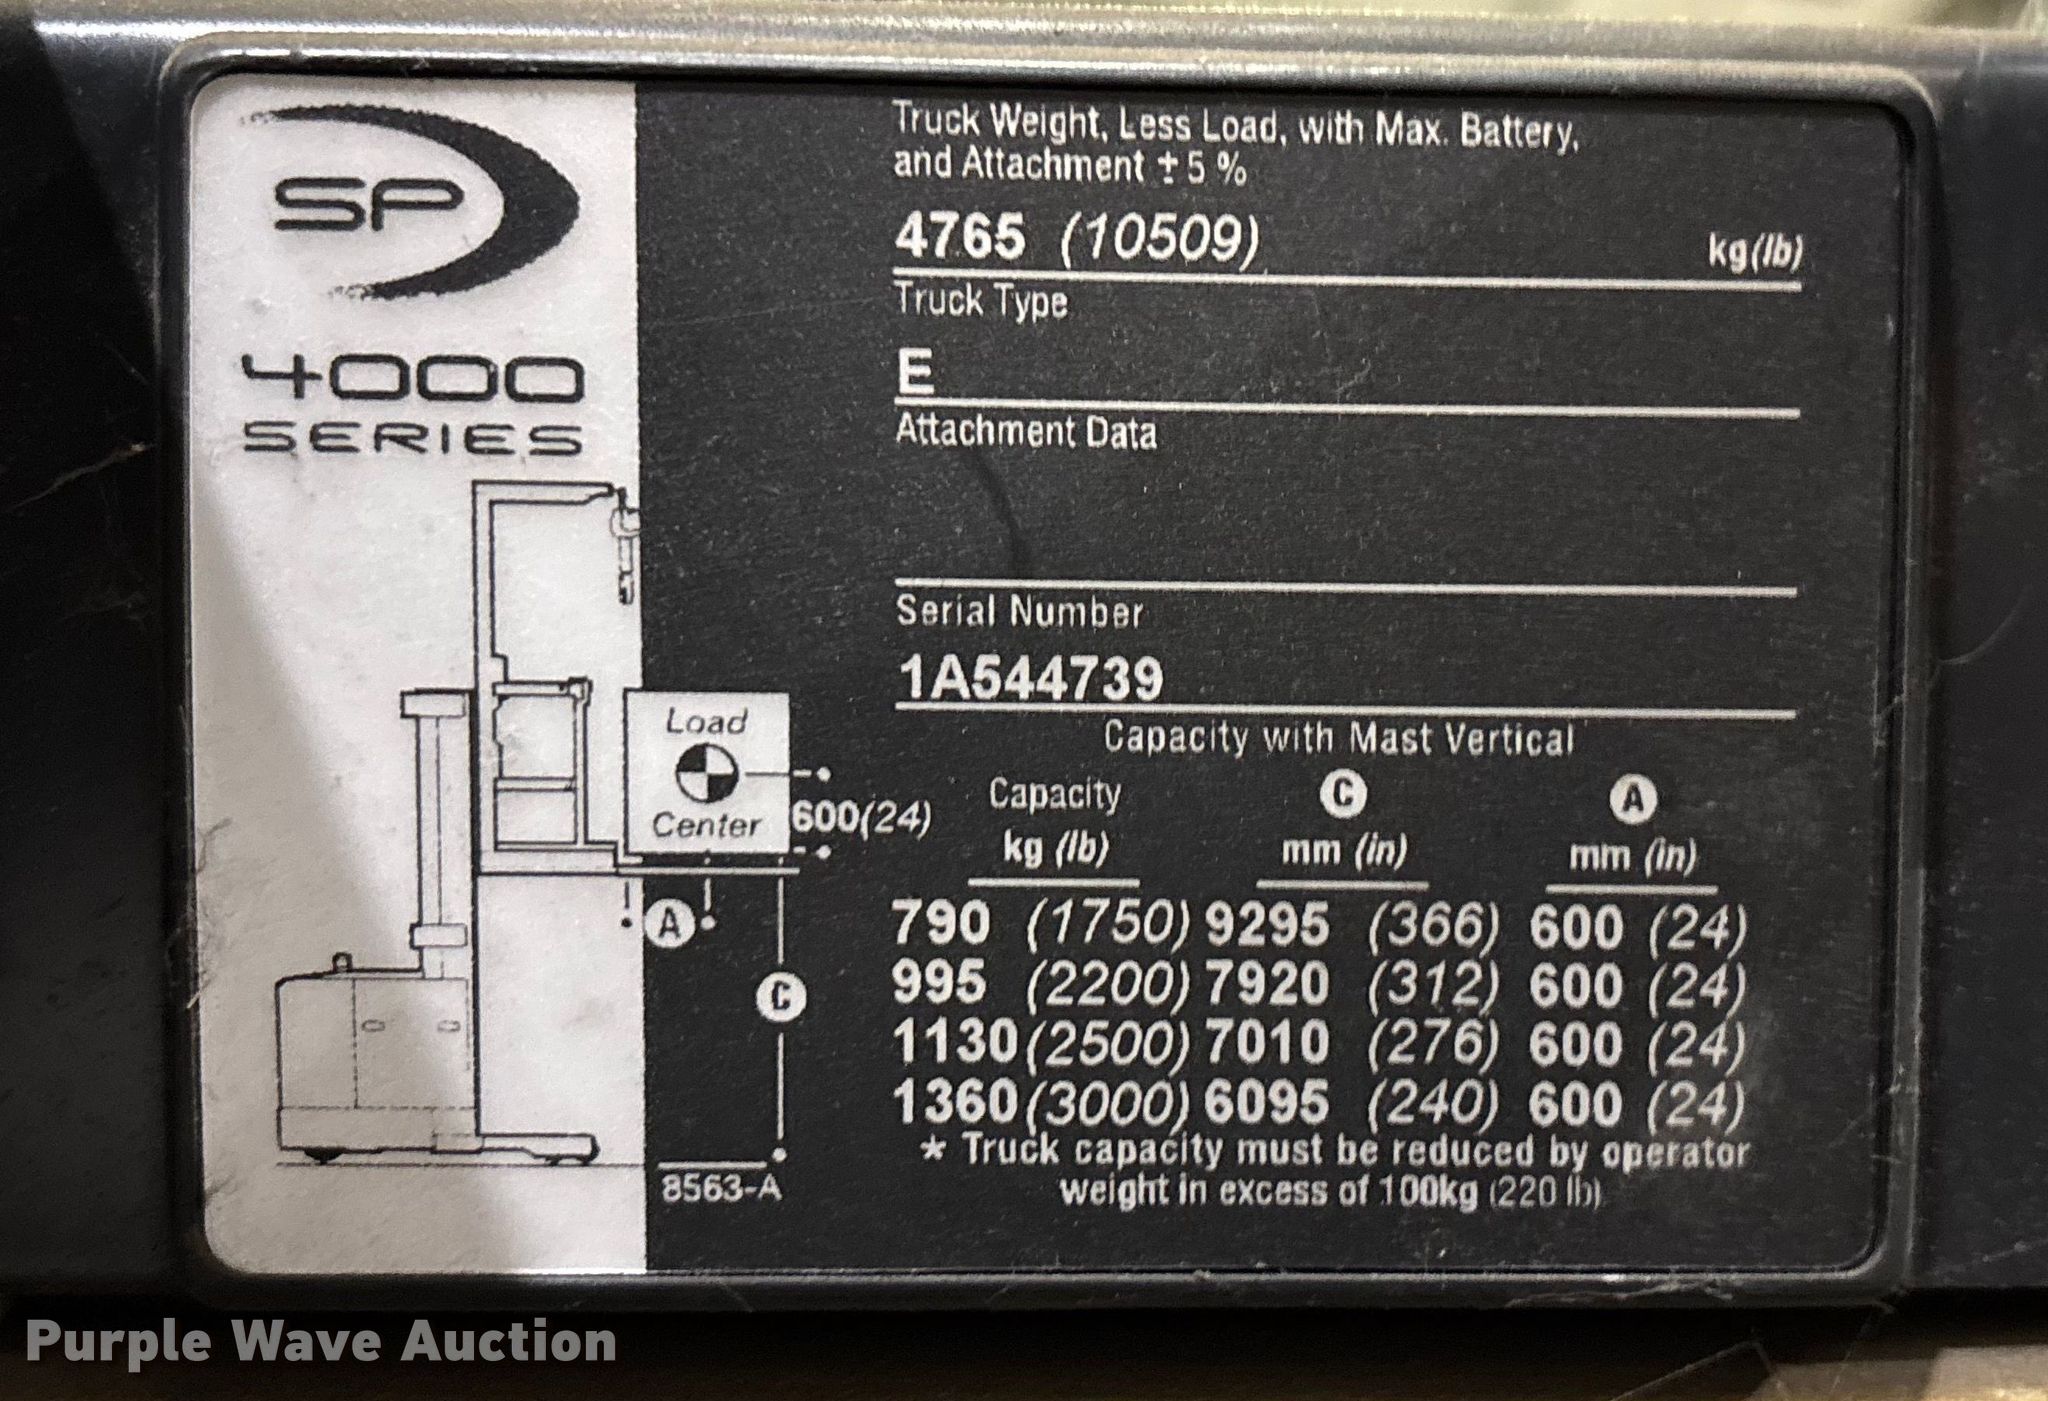 SP
4000
SERIES
Load
Center
600(24)
A
C
8563-A
Truck Weight, Less Load, with Max. Battery,
and Attachment ± 5 %
4765 (10509) kg(lb)
Truck Type
E
Attachment Data
Serial Number
1A544739
Capacity with Mast Vertical
Capacity C A
kg (lb) mm (in) mm (in)
790 (1750) 9295 (366) 600 (24)
995 (2200) 7920 (312) 600 (24)
1130 (2500) 7010 (276) 600 (24)
1360 (3000) 6095 (240) 600 (24)
* Truck capacity must be reduced by operator
weight in excess of 100kg (220 lb)
Purple Wave Auction